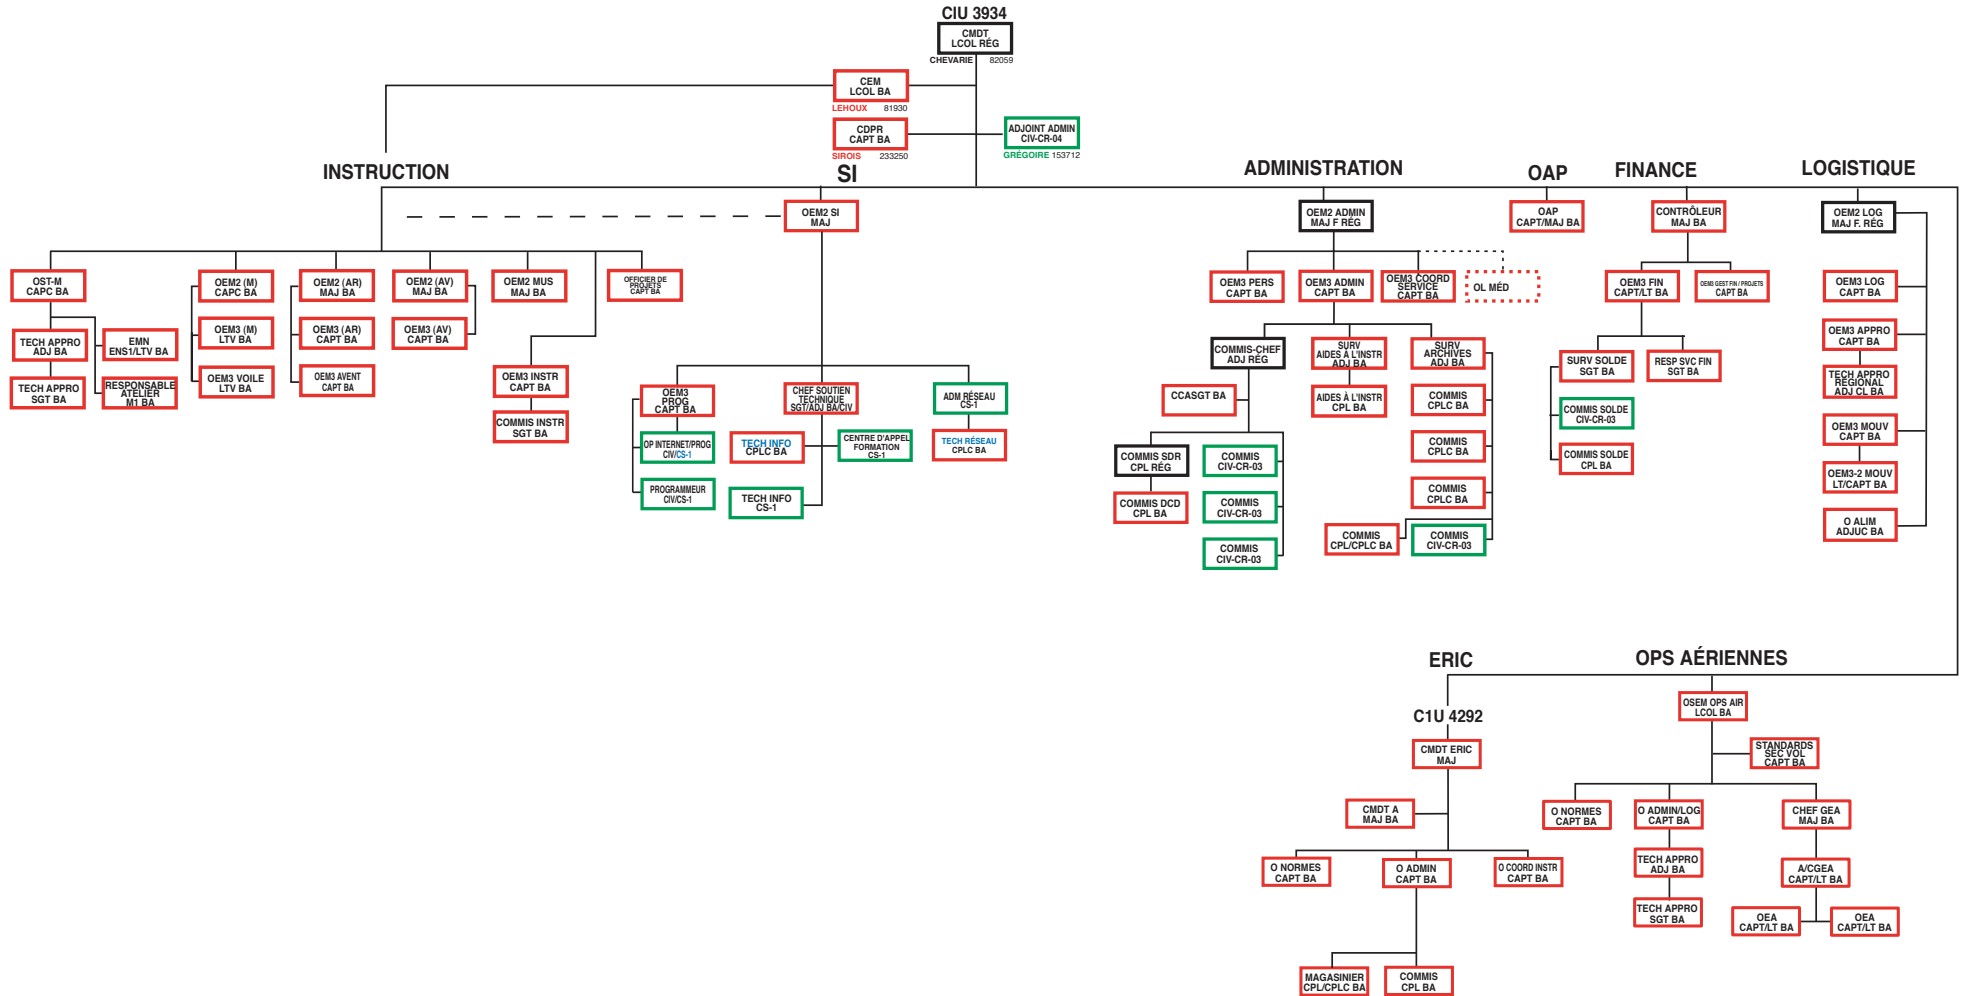 CIU 3934
CMDT
LCOL RÉG
CHEVARIE 82059
CEM
LCOL BA
LEHOUX 81930
CDPR
CAPT BA
SIROIS 233250
ADJOINT ADMIN
CIV-CR-04
GRÉGOIRE 153712
INSTRUCTION
SI
ADMINISTRATION
OAP
FINANCE
LOGISTIQUE
OEM2 SI
MAJ
OEM2 ADMIN
MAJ F RÉG
OAP
CAPT/MAJ BA
CONTRÔLEUR
MAJ BA
OEM2 LOG
MAJ F. RÉG
OST-M
CAPC BA
OEM2 (M)
CAPC BA
OEM2 (AR)
MAJ BA
OEM2 (AV)
MAJ BA
OEM2 MUS
MAJ BA
OFFICIER DE
PROJETS
CAPT BA
TECH APPRO
ADJ BA
EMN
ENS1/LTV BA
TECH APPRO
SGT BA
RESPONSABLE
ATELIER
M1 BA
OEM3 (M)
LTV BA
OEM3 VOILE
LTV BA
OEM3 (AR)
CAPT BA
OEM3 AVENT
CAPT BA
OEM3 (AV)
CAPT BA
OEM3 INSTR
CAPT BA
COMMIS INSTR
SGT BA
OEM3
PROG
CAPT BA
OP INTERNET/PROG
CIV/CS-1
PROGRAMMEUR
CIV/CS-1
CHEF SOUTIEN
TECHNIQUE
SGT/ADJ BA/CIV
TECH INFO
CPLC BA
CENTRE D'APPEL
FORMATION
CS-1
TECH INFO
CS-1
ADM RÉSEAU
CS-1
TECH RÉSEAU
CPLC BA
OEM3 PERS
CAPT BA
OEM3 ADMIN
CAPT BA
OEM3 COORD
SERVICE
CAPT BA
OL MÉD
COMMIS-CHEF
ADJ RÉG
SURV
AIDES À L'INSTR
ADJ BA
SURV
ARCHIVES
ADJ BA
CCASGT BA
AIDES À L'INSTR
CPL BA
COMMIS
CPLC BA
COMMIS
CPLC BA
COMMIS
CPLC BA
COMMIS SDR
CPL RÉG
COMMIS DCD
CPL BA
COMMIS
CIV-CR-03
COMMIS
CIV-CR-03
COMMIS
CIV-CR-03
COMMIS
CPL/CPLC BA
COMMIS
CIV-CR-03
OEM3 FIN
CAPT/LT BA
OEM3 GEST FIN / PROJETS
CAPT BA
SURV SOLDE
SGT BA
RESP SVC FIN
SGT BA
COMMIS SOLDE
CIV-CR-03
COMMIS SOLDE
CPL BA
OEM3 LOG
CAPT BA
OEM3 APPRO
CAPT BA
TECH APPRO
RÉGIONAL
ADJ CL BA
OEM3 MOUV
CAPT BA
OEM3-2 MOUV
LT/CAPT BA
O ALIM
ADJUC BA
ERIC
OPS AÉRIENNES
C1U 4292
CMDT ERIC
MAJ
CMDT A
MAJ BA
O NORMES
CAPT BA
O ADMIN
CAPT BA
O COORD INSTR
CAPT BA
MAGASINIER
CPL/CPLC BA
COMMIS
CPL BA
OSEM OPS AIR
LCOL BA
STANDARDS
SEC VOL
CAPT BA
O NORMES
CAPT BA
O ADMIN/LOG
CAPT BA
CHEF GEA
MAJ BA
TECH APPRO
ADJ BA
A/CGEA
CAPT/LT BA
TECH APPRO
SGT BA
OEA
CAPT/LT BA
OEA
CAPT/LT BA